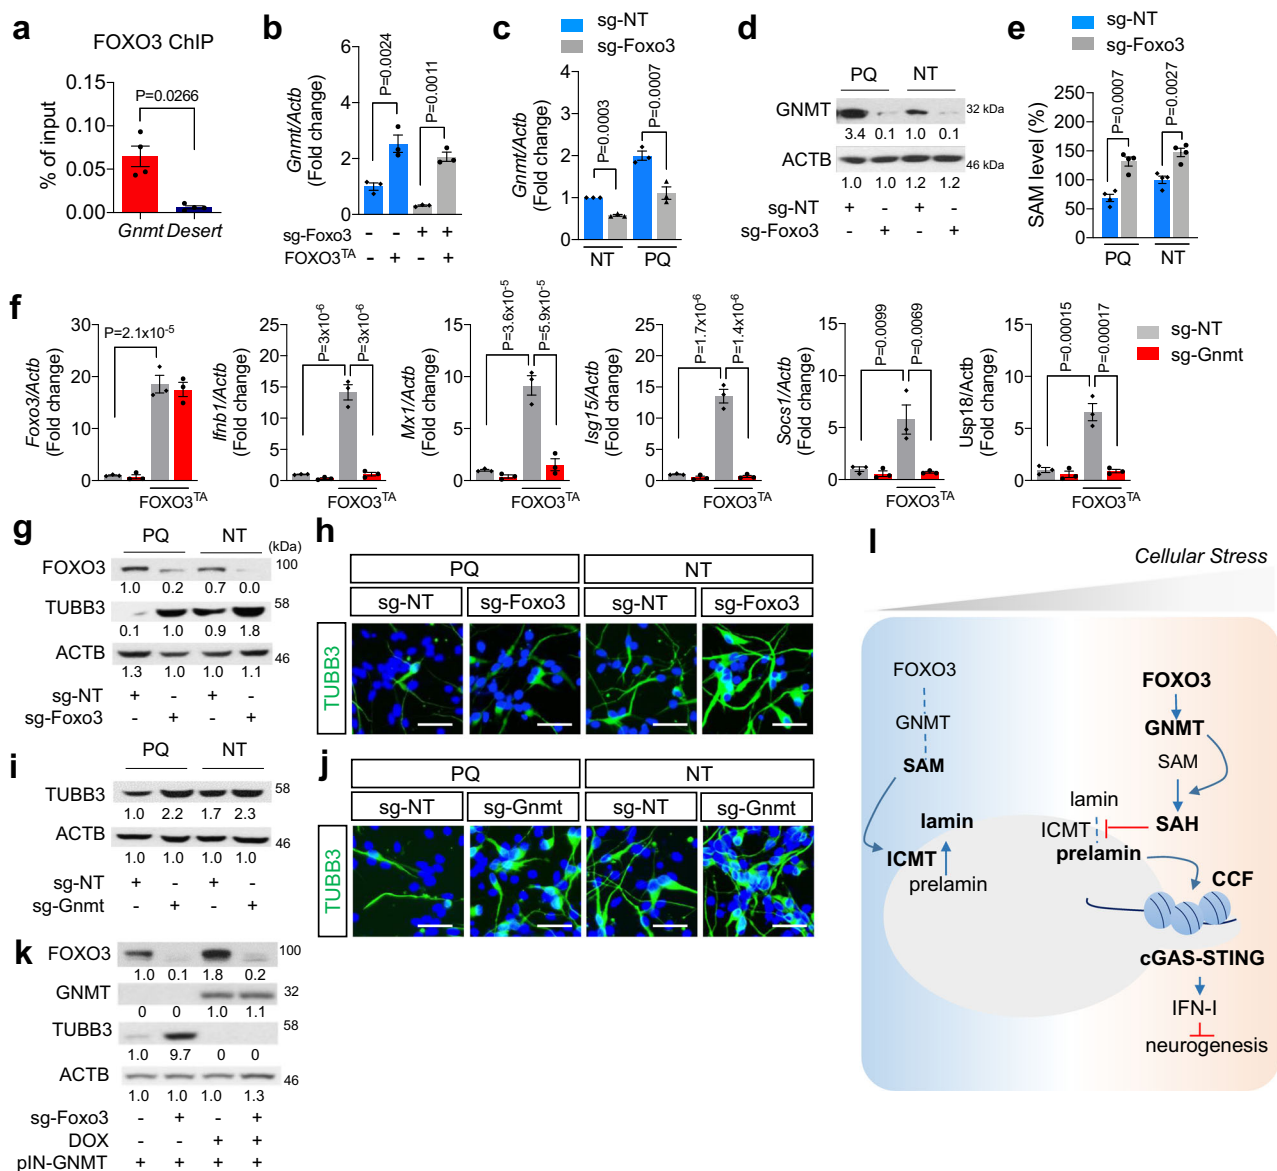 a
FOXO3 ChIP
% of input
0.15
0.10
0.05
0.00
P=0.0266
Gnmt Desert
b
Gnmt/Actb
(Fold change)
6
4
2
0
P=0.0024
P=0.0011
sg-Foxo3 - - + +
FOXO3TA - + - +
c
sg-NT
sg-Foxo3
Gnmt/Actb
(Fold change)
4
3
2
1
0
P=0.0003
P=0.0007
NT PQ
d
PQ NT
GNMT 32 kDa
3.4 0.1 1.0 0.1
ACTB 46 kDa
1.0 1.0 1.2 1.2
sg-NT + - + -
sg-Foxo3 - + - +
e
sg-NT
sg-Foxo3
SAM level (%)
250
200
150
100
50
0
P=0.0007
P=0.0027
PQ NT
f
Foxo3/Actb
(Fold change)
30
20
10
0
P=2.1x10-5
FOXO3TA
Ifnb1/Actb
(Fold change)
25
20
15
10
5
0
P=3x10-6
P=3x10-6
FOXO3TA
Mx1/Actb
(Fold change)
15
10
5
0
P=3.6x10-5
P=5.9x10-5
FOXO3TA
Isg15/Actb
(Fold change)
25
20
15
10
5
0
P=1.7x10-6
P=1.4x10-6
FOXO3TA
Socs1/Actb
(Fold change)
15
10
5
0
P=0.0099
P=0.0069
FOXO3TA
Usp18/Actb
(Fold change)
15
10
5
0
P=0.00015
P=0.00017
FOXO3TA
sg-NT
sg-Gnmt
g
PQ NT (kDa)
FOXO3 100
1.0 0.2 0.7 0.0
TUBB3 58
0.1 1.0 0.9 1.8
ACTB 46
1.3 1.0 1.0 1.1
sg-NT + - + -
sg-Foxo3 - + - +
h
PQ NT
sg-NT sg-Foxo3 sg-NT sg-Foxo3
TUBB3
i
PQ NT
TUBB3 58
1.0 2.2 1.7 2.3
ACTB 46
1.0 1.0 1.0 1.0
sg-NT + - + -
sg-Gnmt - + - +
j
PQ NT
sg-NT sg-Gnmt sg-NT sg-Gnmt
TUBB3
k
FOXO3 100
1.0 0.1 1.8 0.2
GNMT 32
0 0 1.0 1.1
TUBB3 58
1.0 9.7 0 0
ACTB 46
1.0 1.0 1.0 1.3
sg-Foxo3 - + - +
DOX - - + +
pIN-GNMT + + + +
l
Cellular Stress
FOXO3
GNMT
SAM
lamin
ICMT
prelamin
FOXO3
GNMT
SAM
SAH
lamin
ICMT
prelamin
CCF
cGAS-STING
IFN-I
neurogenesis